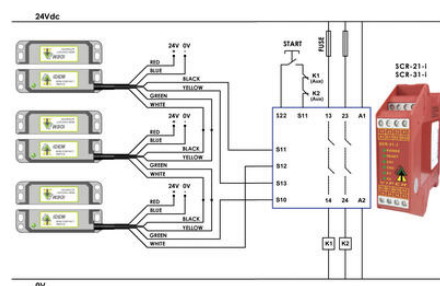 24Vdc
24V 0V
RED
BLUE
BLACK
YELLOW
GREEN
WHITE
24V 0V
RED
BLUE
BLACK
YELLOW
GREEN
WHITE
24V 0V
RED
BLUE
BLACK
YELLOW
GREEN
WHITE
START
FUSE
K1
(Aux)
K2
(Aux)
S22 S11 13 23 A1
S11
S12
S13
S10
14 24 A2
K1 K2
SCR-21-i
SCR-31-i
0V